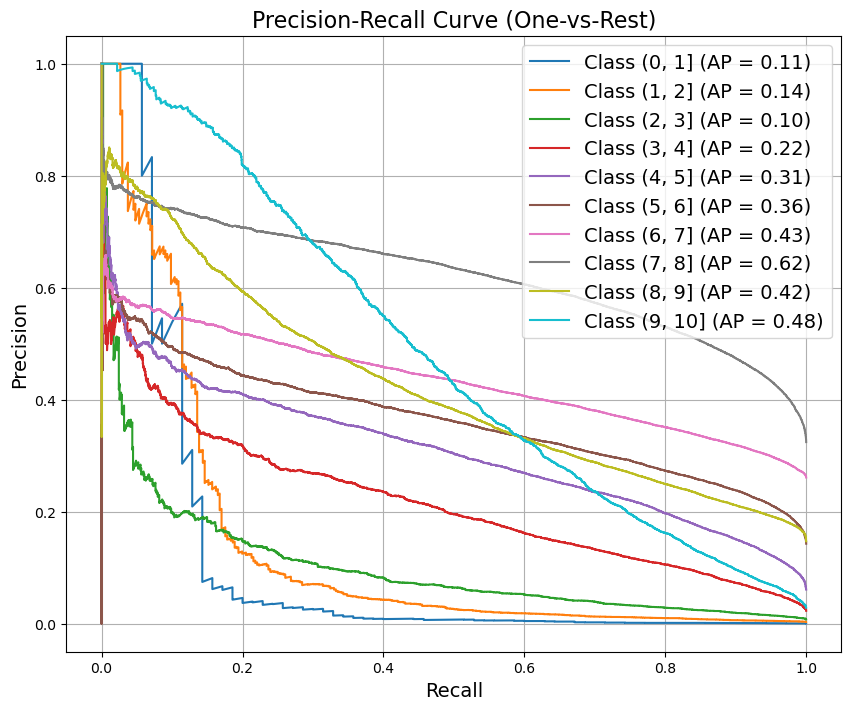 Precision-Recall Curve (One-vs-Rest)
Class (0, 1] (AP = 0.11)
Class (1, 2] (AP = 0.14)
Class (2, 3] (AP = 0.10)
Class (3, 4] (AP = 0.22)
Class (4, 5] (AP = 0.31)
Class (5, 6] (AP = 0.36)
Class (6, 7] (AP = 0.43)
Class (7, 8] (AP = 0.62)
Class (8, 9] (AP = 0.42)
Class (9, 10] (AP = 0.48)
Precision
1.0
0.8
0.6
0.4
0.2
0.0
0.0 0.2 0.4 0.6 0.8 1.0
Recall